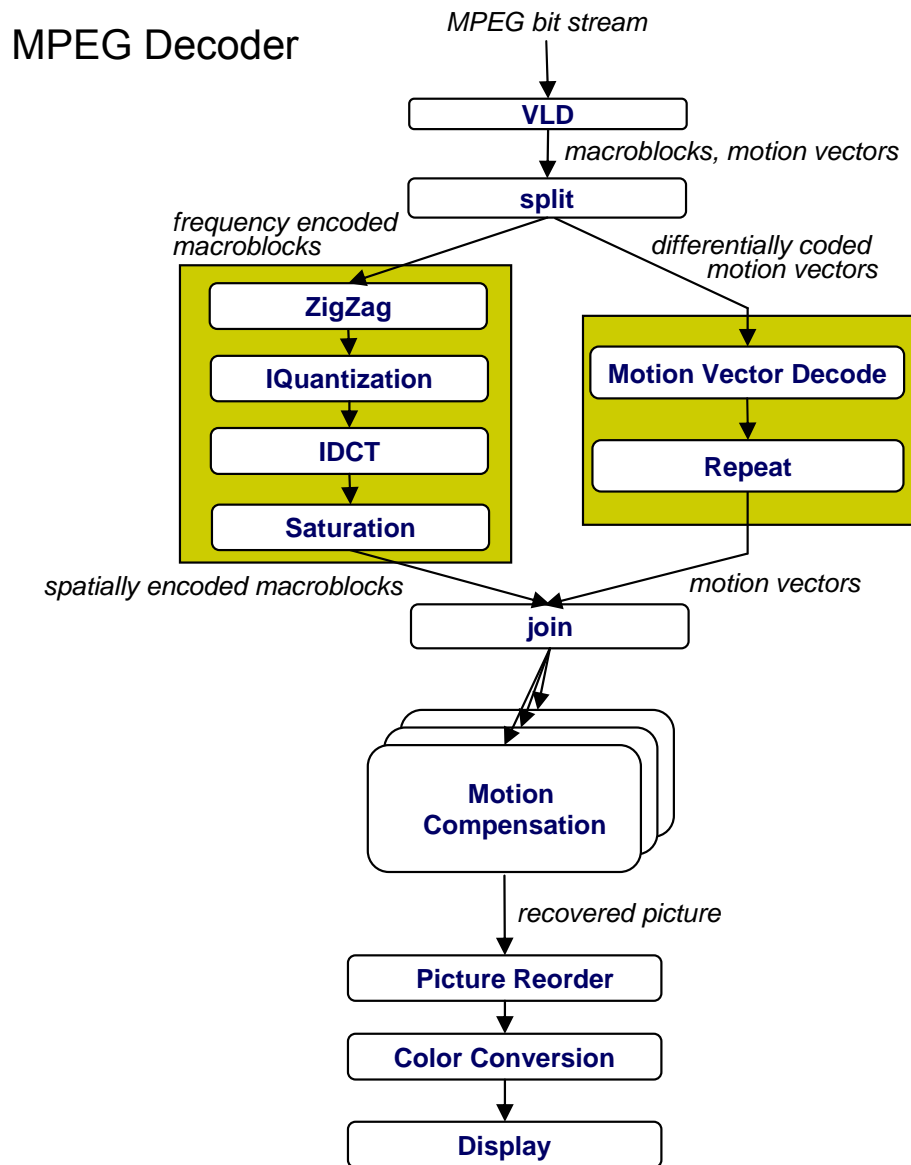 MPEG Decoder
MPEG bit stream
VLD
macroblocks, motion vectors
split
frequency encoded
macroblocks
differentially coded
motion vectors
ZigZag
IQuantization
IDCT
Saturation
Motion Vector Decode
Repeat
spatially encoded macroblocks
motion vectors
join
Motion
Compensation
recovered picture
Picture Reorder
Color Conversion
Display